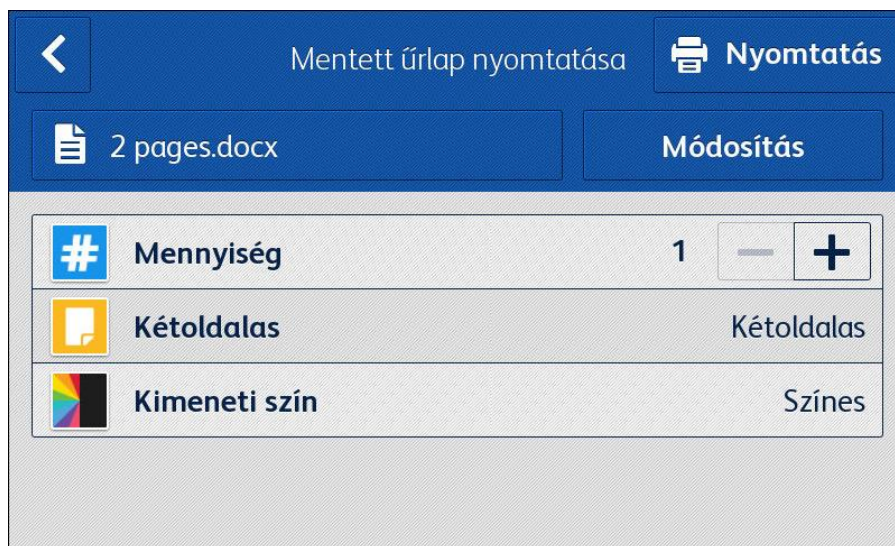 Mentett űrlap nyomtatása
Nyomtatás
2 pages.docx
Módosítás
# Mennyiség 1 − +
Kétoldalas Kétoldalas
Kimeneti szín Színes